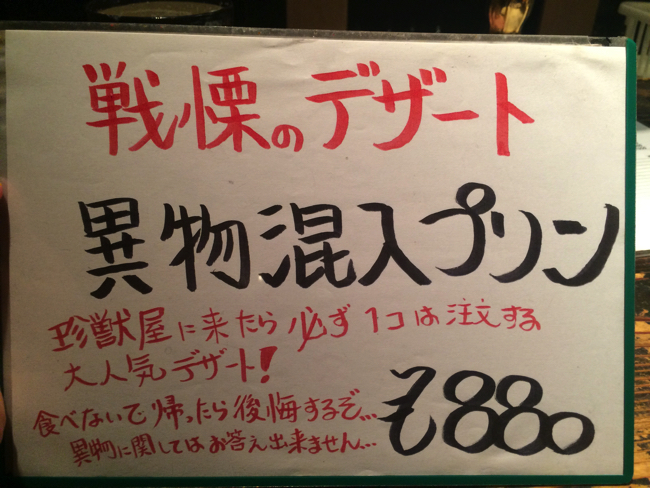 戦慄のデザート
異物混入プリン
珍獣屋に来たら必ず1コは注文する
大人気デザート!
食べないで帰ったら後悔するぞ...
異物に関してはお答え出来ません...
¥880